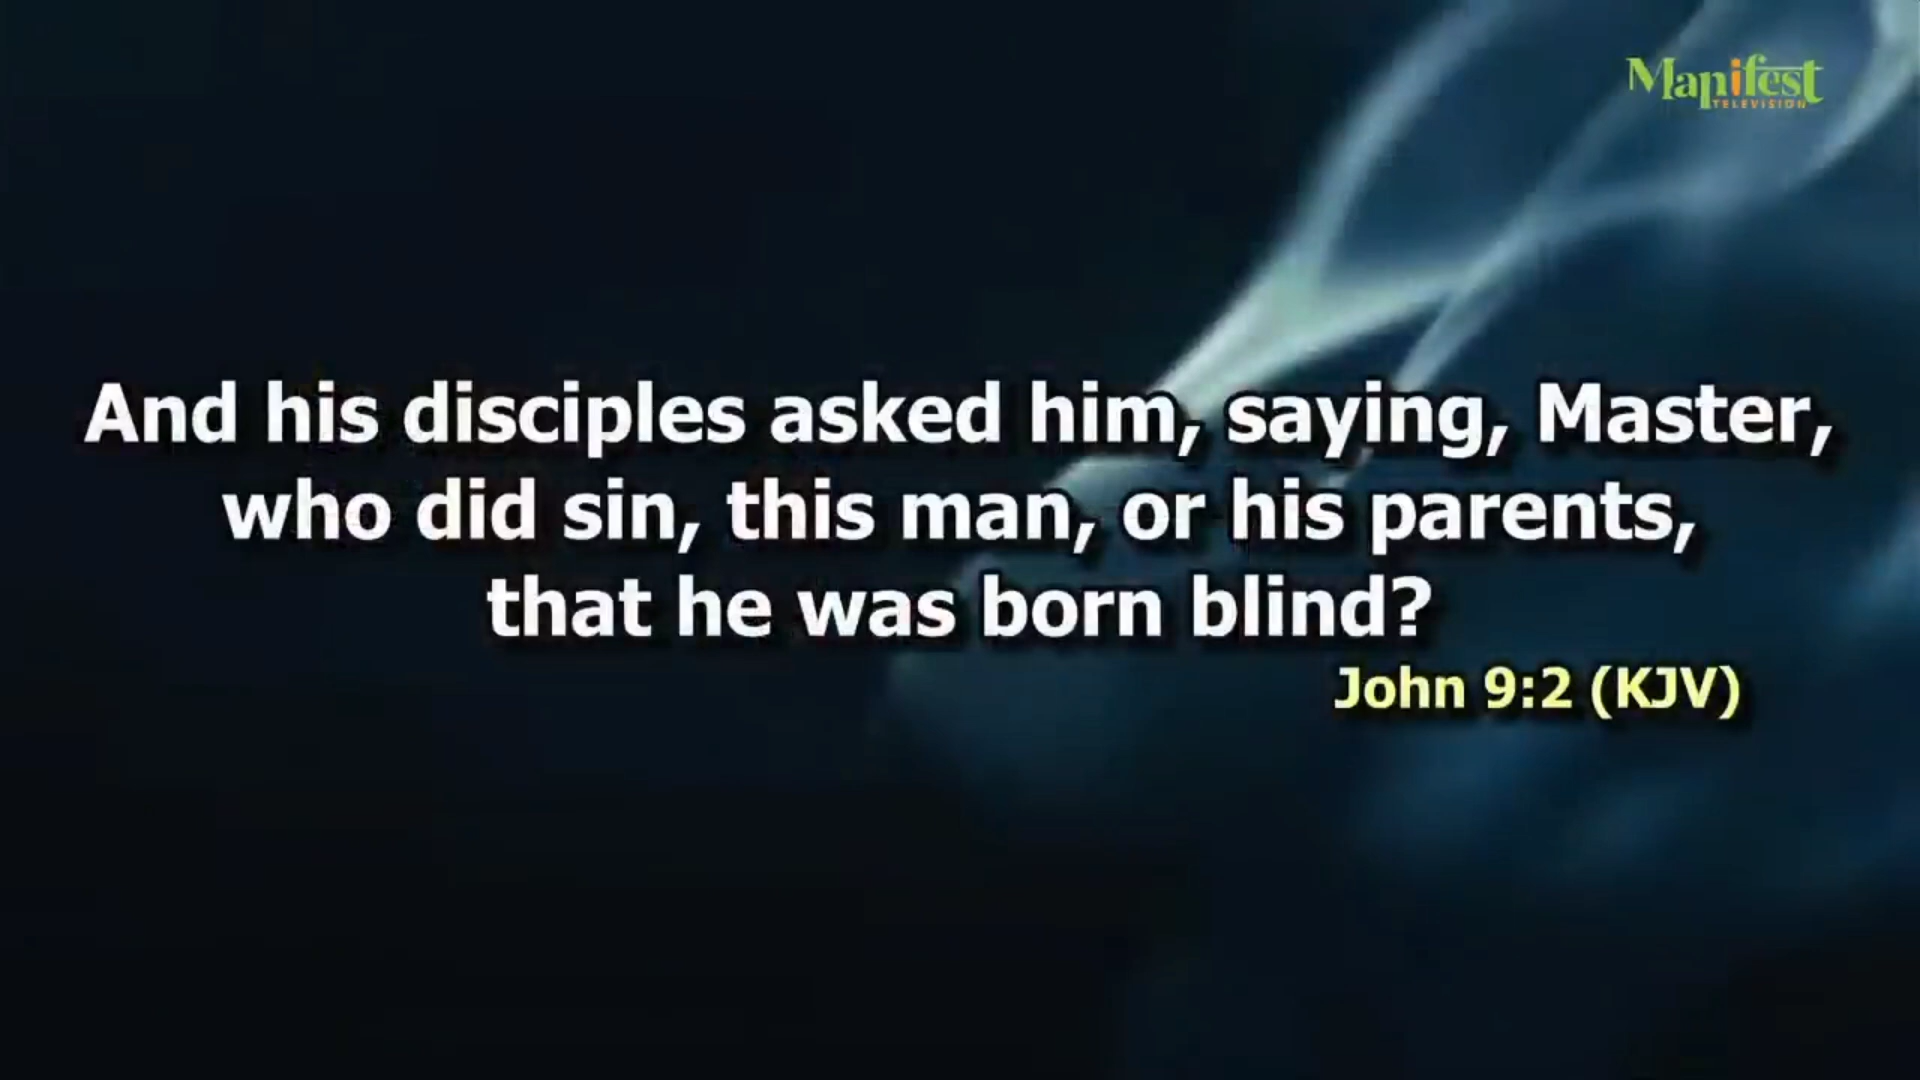 Manifest
TELEVISION
And his disciples asked him, saying, Master,
who did sin, this man, or his parents,
that he was born blind?
John 9:2 (KJV)